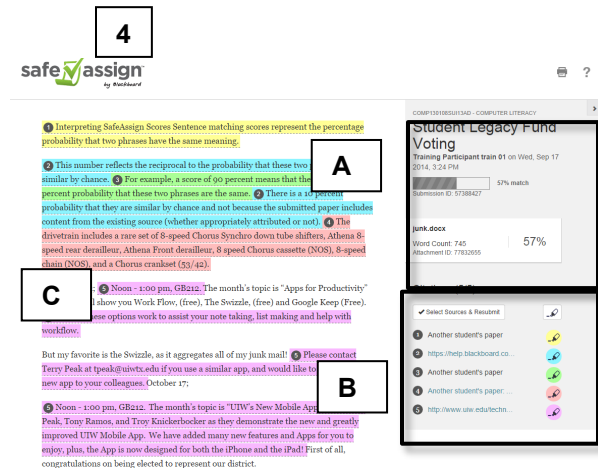 4
safe assign
by Blackboard
?
COMP130108SUI13AD - COMPUTER LITERACY
Student Legacy Fund
Voting
Training Participant train 01 on Wed, Sep 17
2014, 3:24 PM
57% match
Submission ID: 57388427
junk.docx
Word Count: 745
Attachment ID: 77832655
57%
Select Sources & Resubmit
1 Another student's paper
2 https://help.blackboard.co...
3 Another student's paper
4 Another student's paper: ...
5 http://www.uiw.edu/techn...
A
B
C
1 Interpreting SafeAssign Scores Sentence matching scores represent the percentage
probability that two phrases have the same meaning.
2 This number reflects the reciprocal to the probability that these two
similar by chance. 3 For example, a score of 90 percent means that the
percent probability that these two phrases are the same. 2 There is a 10 percent
probability that they are similar by chance and not because the submitted paper includes
content from the existing source (whether appropriately attributed or not). 4 The
drivetrain includes a rare set of 8-speed Chorus Synchro down tube shifters, Athena 8-
speed rear derailleur, Athena Front derailleur, 8 speed Chorus cassette (NOS), 8-speed
chain (NOS), and a Chorus crankset (53/42).
; 5 Noon - 1:00 pm, GB212. The month's topic is "Apps for Productivity"
show you Work Flow, (free), The Swizzle, (free) and Google Keep (Free).
options work to assist your note taking, list making and help with
workflow.
But my favorite is the Swizzle, as it aggregates all of my junk mail! 5 Please contact
Terry Peak at tpeak@uiwtx.edu if you use a similar app, and would like to
new app to your colleagues. October 17;
5 Noon - 1:00 pm, GB212. The month's topic is "UIW's New Mobile App
Peak, Tony Ramos, and Troy Knickerbocker as they demonstrate the new and greatly
improved UIW Mobile App. We have added many new features and Apps for you to
enjoy, plus, the App is now designed for both the iPhone and the iPad! First of all,
congratulations on being elected to represent our district.